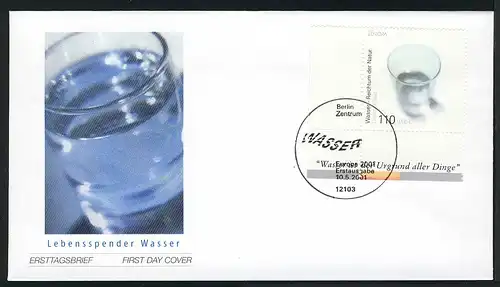 Lebensspender Wasser
ERSTTAGSBRIEF FIRST DAY COVER
Wasser - Reichtum der Natur
110
Berlin
Zentrum
WASSER
Europa 2001
Erstausgabe
10.5.2001
12103
"Wasser ist der Urgrund aller Dinge"